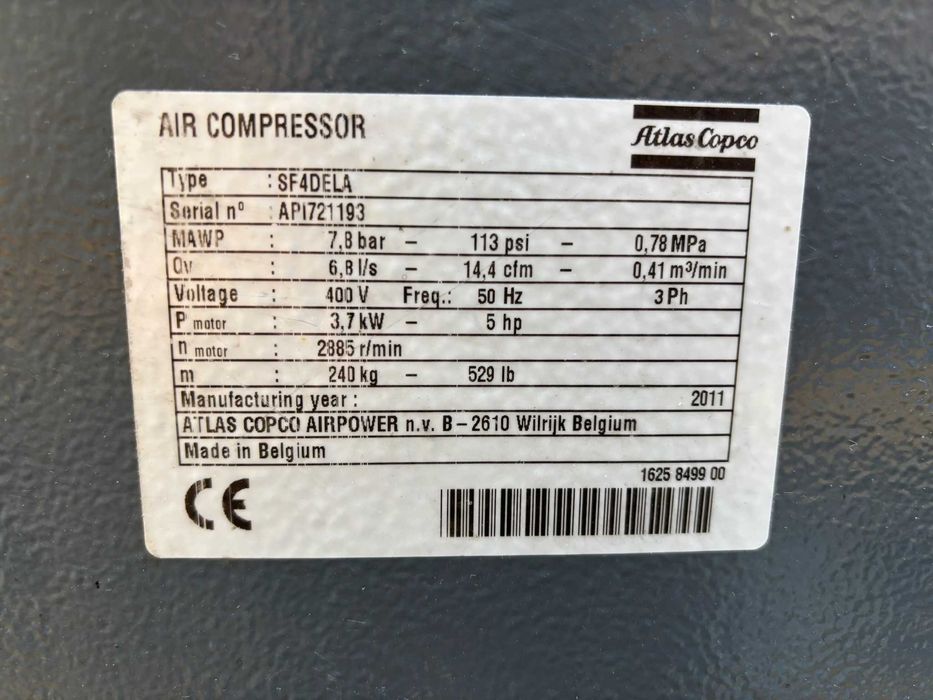 AIR COMPRESSOR
Atlas Copco
Type : SF4DELA
Serial nº : API721193
MAWP : 7,8 bar – 113 psi – 0,78 MPa
Qv : 6,8 l/s – 14,4 cfm – 0,41 m³/min
Voltage : 400 V Freq.: 50 Hz 3 Ph
P motor : 3,7 kW – 5 hp
n motor : 2885 r/min
m : 240 kg – 529 lb
Manufacturing year : 2011
ATLAS COPCO AIRPOWER n.v. B – 2610 Wilrijk Belgium
Made in Belgium
1625 8499 00
CE